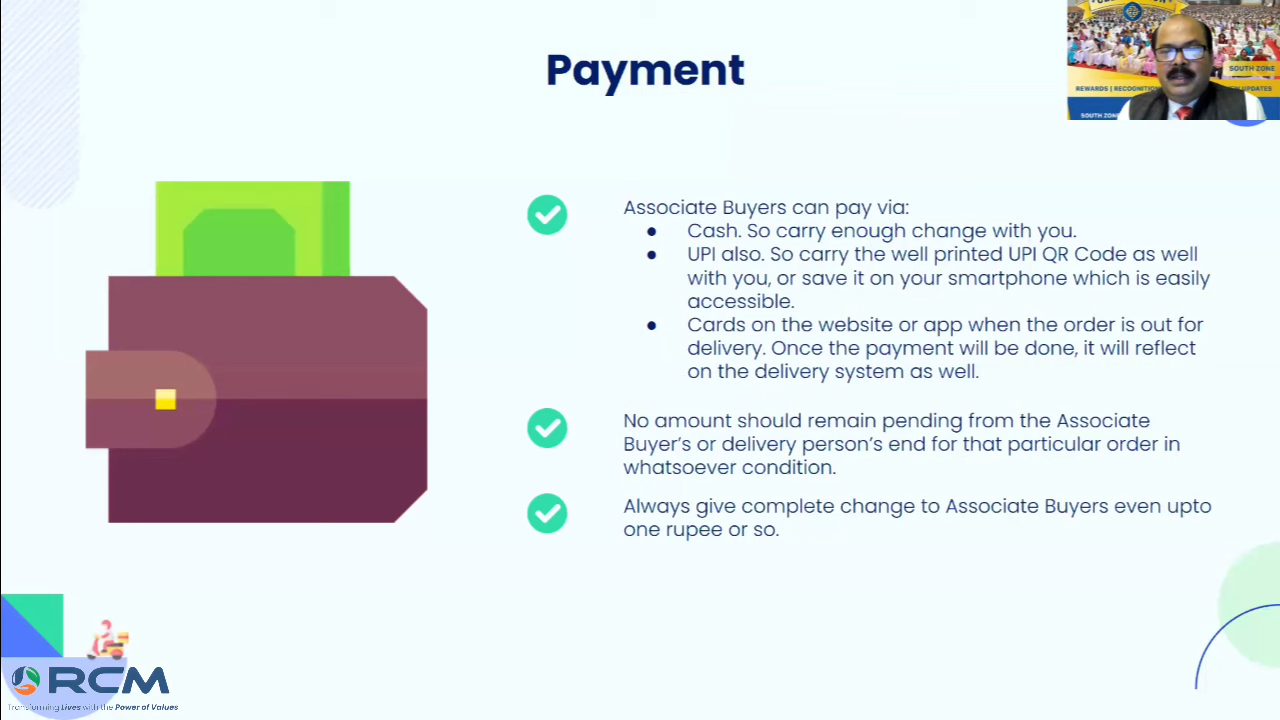 Payment
SOUTH ZONE
REWARDS | RECOGNITION
UPDATES
SOUTH ZONE
Associate Buyers can pay via:
● Cash. So carry enough change with you.
● UPI also. So carry the well printed UPI QR Code as well
with you, or save it on your smartphone which is easily
accessible.
● Cards on the website or app when the order is out for
delivery. Once the payment will be done, it will reflect
on the delivery system as well.
No amount should remain pending from the Associate
Buyer's or delivery person's end for that particular order in
whatsoever condition.
Always give complete change to Associate Buyers even upto
one rupee or so.
RCM
Transforming Lives with the Power of Values